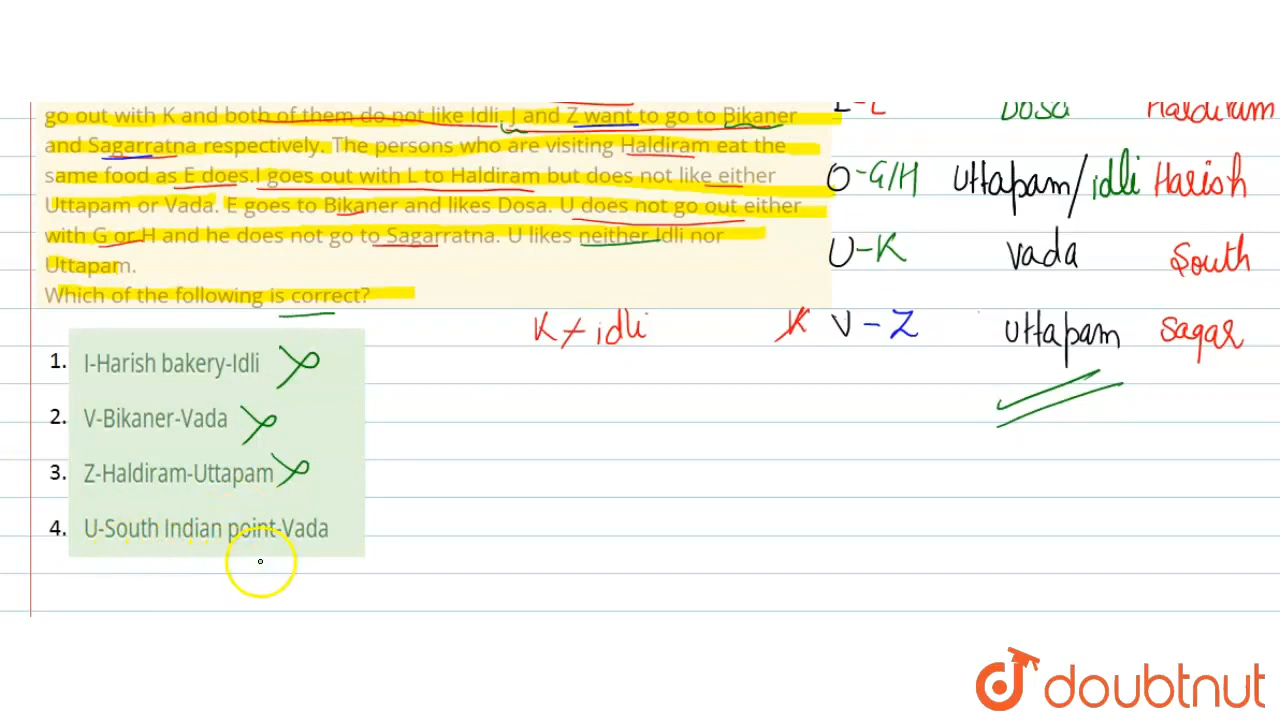 go out with K and both of them do not like Idli. J and Z want to go to Bikaner
and Sagarratna respectively. The persons who are visiting Haldiram eat the
same food as E does.I goes out with L to Haldiram but does not like either
Uttapam or Vada. E goes to Bikaner and likes Dosa. U does not go out either
with G or H and he does not go to Sagarratna. U likes neither Idli nor
Uttapam.
Which of the following is correct?
1. I-Harish bakery-Idli
2. V-Bikaner-Vada
3. Z-Haldiram-Uttapam
4. U-South Indian point-Vada
I-L Dosa Haldiram
O-G/H Uttapam/idli Harish
U-K Vada South
K V-Z Uttapam Sagar
K ≠ idli
doubtnut